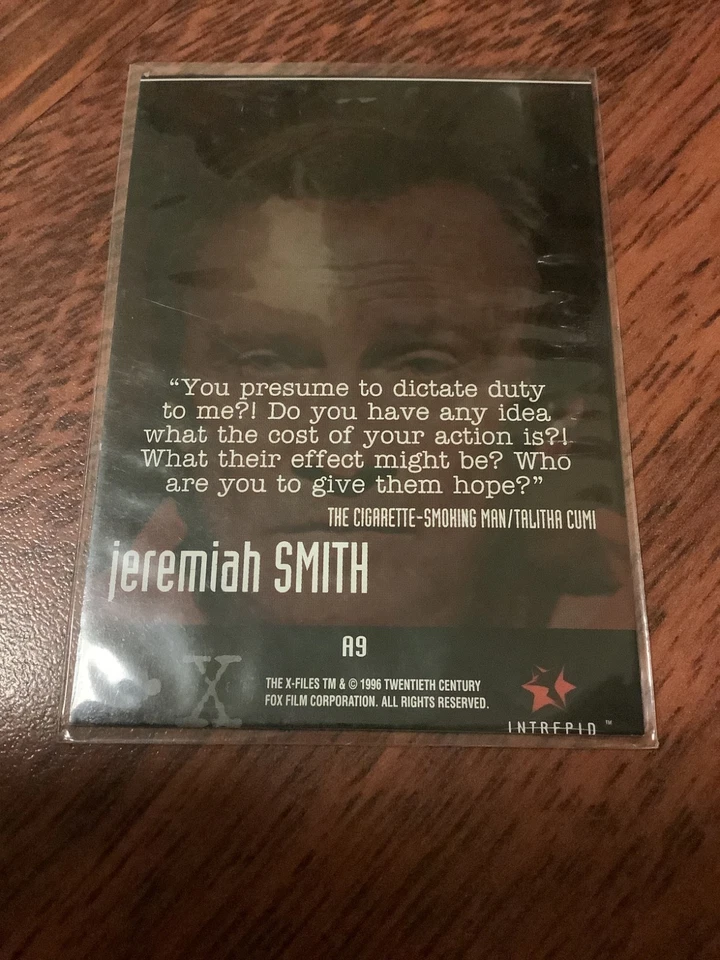 “You presume to dictate duty
to me?! Do you have any idea
what the cost of your action is?!
What their effect might be? Who
are you to give them hope?”
THE CIGARETTE-SMOKING MAN/TALITHA CUMI
jeremiah SMITH
A9
X
THE X-FILES TM & © 1996 TWENTIETH CENTURY
FOX FILM CORPORATION. ALL RIGHTS RESERVED.
INTREPID ™